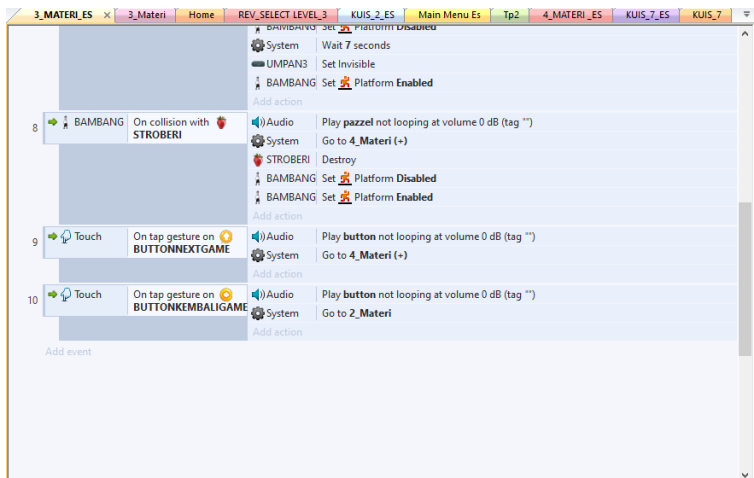 3_MATERI_ES × 3_Materi Home REV_SELECT LEVEL_3 KUIS_2_ES Main Menu Es Tp2 4_MATERI _ES KUIS_7_ES KUIS_7
BAMBANG Set Platform Disabled
System Wait 7 seconds
UMPAN3 Set Invisible
BAMBANG Set Platform Enabled
Add action
8 BAMBANG On collision with STROBERI
Audio Play pazzel not looping at volume 0 dB (tag "")
System Go to 4_Materi (+)
STROBERI Destroy
BAMBANG Set Platform Disabled
BAMBANG Set Platform Enabled
Add action
9 Touch On tap gesture on BUTTONNEXTGAME
Audio Play button not looping at volume 0 dB (tag "")
System Go to 4_Materi (+)
Add action
10 Touch On tap gesture on BUTTONKEMBALIGAME
Audio Play button not looping at volume 0 dB (tag "")
System Go to 2_Materi
Add action
Add event